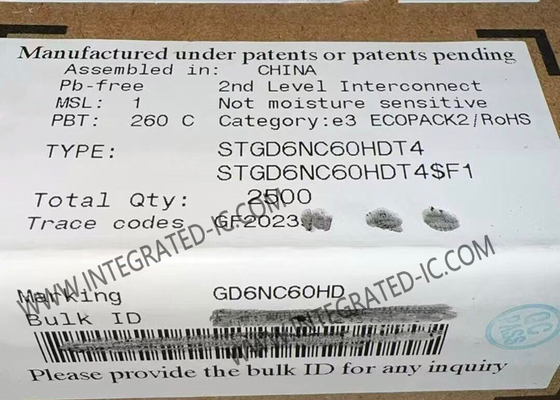 Manufactured under patents or patents pending
Assembled in: CHINA
Pb-free 2nd Level Interconnect
MSL: 1 Not moisture sensitive
PBT: 260 C Category:e3 ECOPACK2/RoHS
TYPE: STGD6NC60HDT4
STGD6NC60HDT4$F1
Total Qty: 2500
Trace codes GF2023
WWW.INTEGRATED-IC.COM
WWW.INTEGRATED-IC.COM
Marking GD6NC60HD
Bulk ID
QC PASS
Please provide the bulk ID for any inquiry